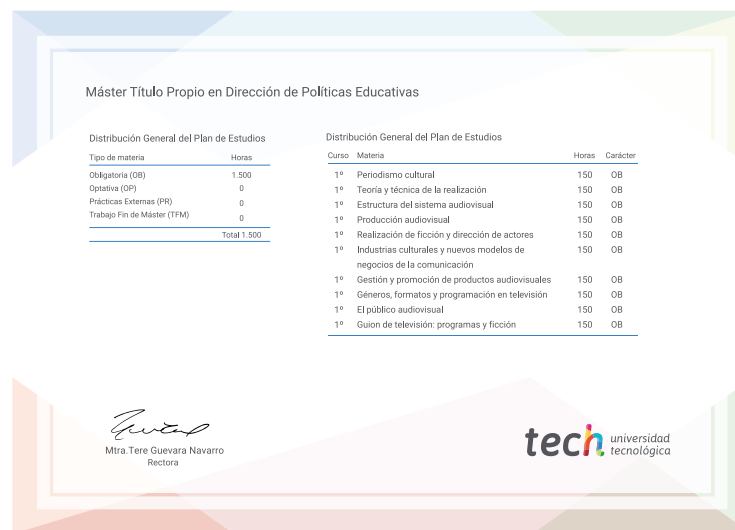 Máster Título Propio en Dirección de Políticas Educativas
Distribución General del Plan de Estudios
Tipo de materia Horas
Obligatoria (OB) 1.500
Optativa (OP) 0
Prácticas Externas (PR) 0
Trabajo Fin de Máster (TFM) 0
Total 1.500
Distribución General del Plan de Estudios
Curso Materia Horas Carácter
1º Periodismo cultural 150 OB
1º Teoría y técnica de la realización 150 OB
1º Estructura del sistema audiovisual 150 OB
1º Producción audiovisual 150 OB
1º Realización de ficción y dirección de actores 150 OB
1º Industrias culturales y nuevos modelos de 150 OB
negocios de la comunicación
1º Gestión y promoción de productos audiovisuales 150 OB
1º Géneros, formatos y programación en televisión 150 OB
1º El público audiovisual 150 OB
1º Guion de televisión: programas y ficción 150 OB
Mtra.Tere Guevara Navarro
Rectora
tech universidad
tecnológica